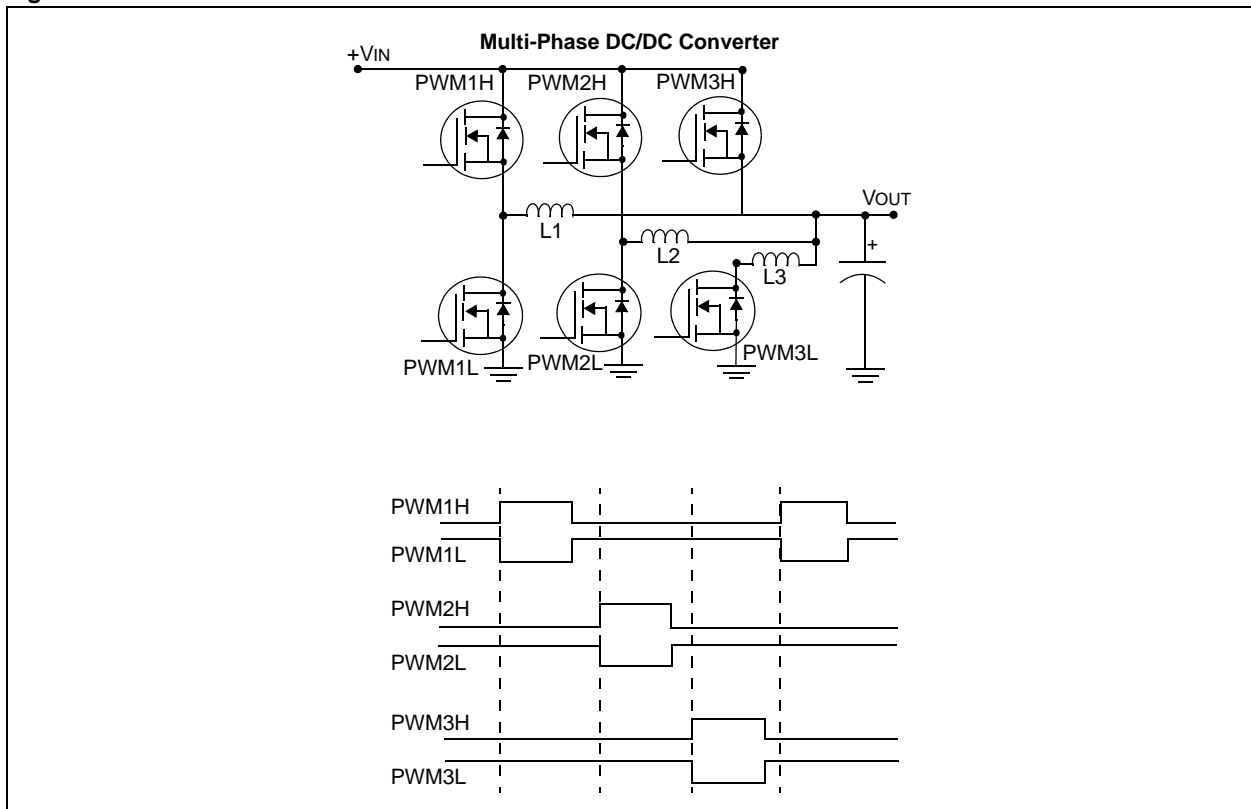 Multi-Phase DC/DC Converter
+VIN
PWM1H PWM2H PWM3H
VOUT
L1
+
L2
L3
PWM1L PWM2L PWM3L
PWM1H
PWM1L
PWM2H
PWM2L
PWM3H
PWM3L